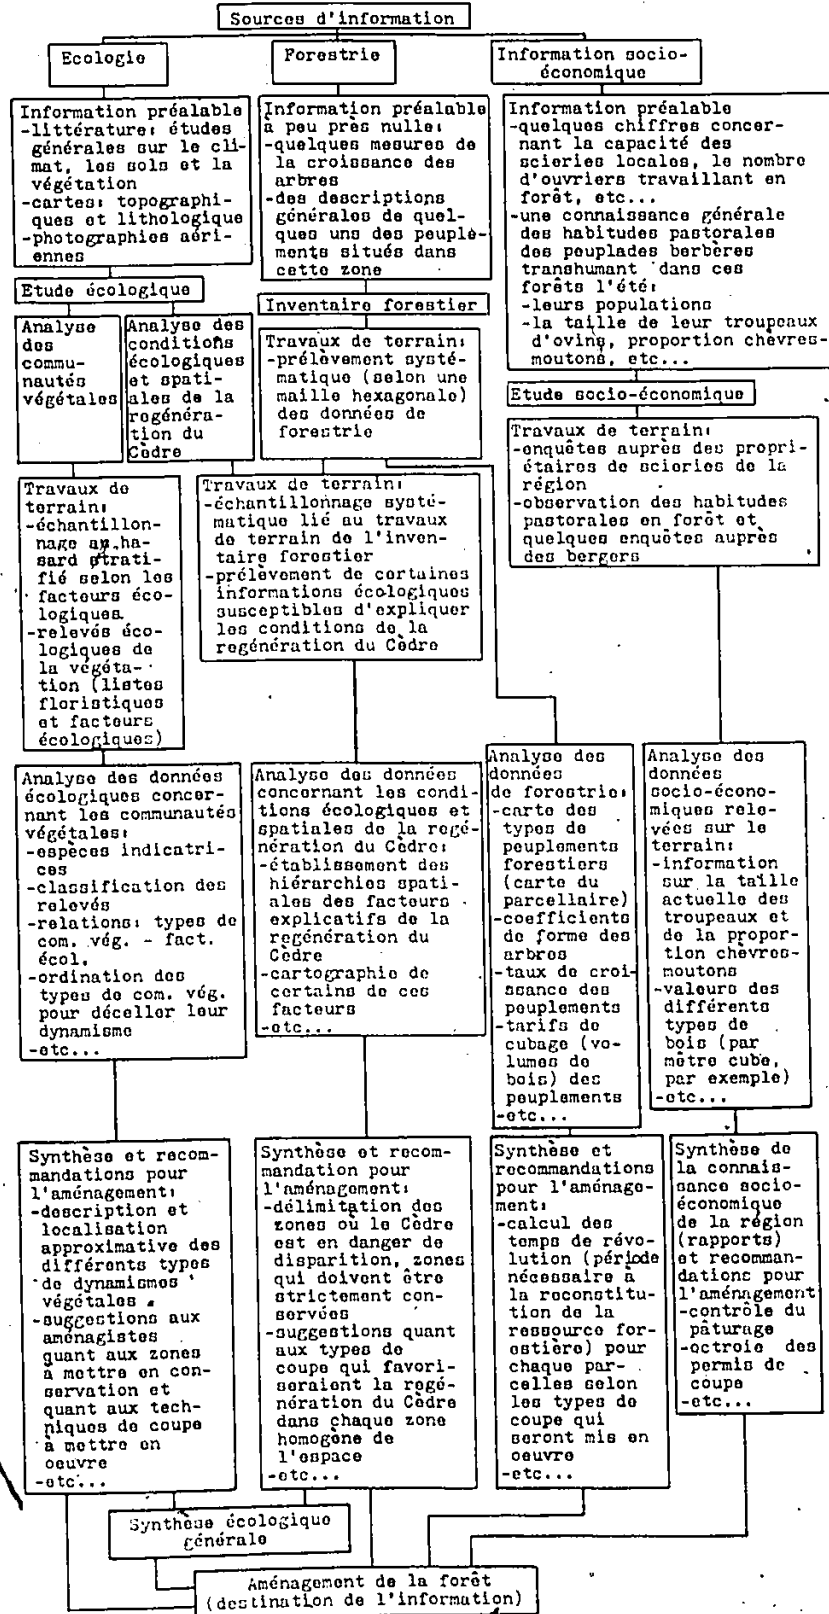 Sources d'information
Ecologie
Forestrie
Information socio-
économique
Information préalable
-littérature: études
générales sur le cli-
mat, les sols et la
végétation
-cartes: topographi-
ques et lithologique
-photographies aéri-
ennes
Information préalable
à peu près nulle:
-quelques mesures de
la croissance des
arbres
-des descriptions
générales de quel-
ques uns des peuplè-
ments situés dans
cette zone
Information préalable
-quelques chiffres concer-
nant la capacité des
scieries locales, le nombre
d'ouvriers travaillant en
forêt, etc...
-une connaissance générale
des habitudes pastorales
des peuplades berbères
transhumant dans ces
forêts l'été:
-leurs populations
-la taille de leur troupeaux
d'ovins, proportion chèvres-
moutons, etc...
Etude écologique
Inventaire forestier
Etude socio-économique
Analyse
des
commu-
nautés
végétales
Analyse des
conditions
écologiques
et spati-
ales de la
regénéra-
tion du
Cèdre
Travaux de terrain:
-prélèvement systé-
matique (selon une
maille hexagonale)
des données de
forestrie
Travaux de terrain:
-enquêtes auprès des propri-
étaires de scieries de la
région
-observation des habitudes
pastorales en forêt et
quelques enquêtes auprès
des bergers
Travaux de
terrain:
-échantillon-
nage au ha-
sard strati-
fié selon les
facteurs éco-
logiques
-relevés éco-
logiques de
la végéta-
tion (listes
floristiques
et facteurs
écologiques)
Travaux de terrain:
-échantillonnage systé-
matique lié au travaux
de terrain de l'inven-
taire forestier
-prélèvement de certaines
informations écologiques
susceptibles d'expliquer
les conditions de la
regénération du Cèdre
Analyse des données
écologiques concer-
nant les communautés
végétales:
-espèces indicatri-
ces
-classification des
relevés
-relations: types de
com. vég. - fact.
écol.
-ordination des
types de com. vég.
pour déceller leur
dynamisme
-etc...
Analyse des données
concernant les condi-
tions écologiques et
spatiales de la regé-
nération du Cèdre:
-établissement des
hiérarchies spati-
ales des facteurs
explicatifs de la
regénération du
Cèdre
-cartographie de
certains de ces
facteurs
-etc...
Analyse des
données
de forestrie:
-carte des
types de
peuplements
forestiers
(carte du
parcellaire)
-coefficients
de forme des
arbres
-taux de croi-
ssance des
peuplements
-tarifs de
cubage (vo-
lumes de
bois) des
peuplements
-etc...
Analyse des
données
socio-écono-
miques rele-
vées sur le
terrain:
-information
sur la taille
actuelle des
troupeaux et
de la propor-
tion chèvres-
moutons
-valeurs des
différents
types de
bois (par
mètre cube,
par exemple)
-etc...
Synthèse et recom-
mandations pour
l'aménagement:
-description et
localisation
approximative des
différents types
de dynamismes
végétales
-suggestions aux
aménagistes
quant aux zones
à mettre en con-
servation et
quant aux tech-
niques de coupe
à mettre en
oeuvre
-etc...
Synthèse et recom-
mandation pour
l'aménagement:
-délimitation des
zones où le Cèdre
est en danger de
disparition, zones
qui doivent être
strictement con-
servées
-suggestions quant
aux types de
coupe qui favori-
seraient la regé-
nération du Cèdre
dans chaque zone
homogène de
l'espace
-etc...
Synthèse et
recommandations
pour l'aménage-
ment:
-calcul des
temps de révo-
lution (période
nécessaire à
la reconstitu-
tion de la
ressource for-
estière) pour
chaque par-
celles selon
les types de
coupe qui
seront mis en
oeuvre
-etc...
Synthèse de
la connais-
sance socio-
économique
de la région
(rapports)
et recomman-
dations pour
l'aménagement
-contrôle du
pâturage
-octroie des
permis de
coupe
-etc...
Synthèse écologique
générale
Aménagement de la forêt
(destination de l'information)